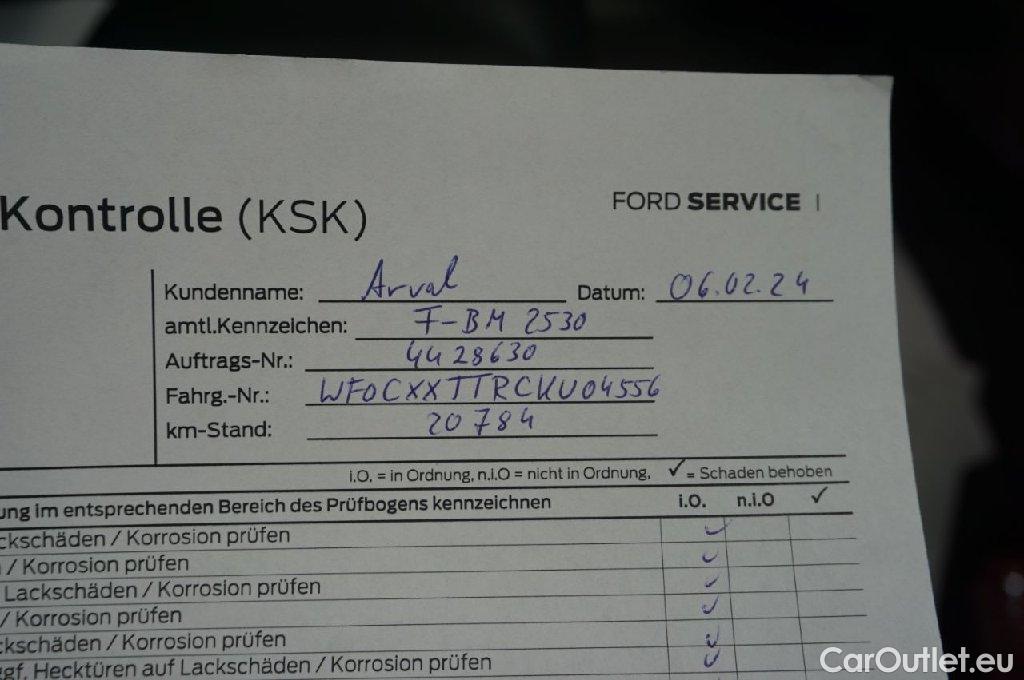 Kontrolle (KSK)
FORD SERVICE
Kundenname: Arval Datum: 06.02.24
amtl.Kennzeichen: F-BM 2530
Auftrags-Nr.: 4428630
Fahrg.-Nr.: WF0CXXTTRCKU04556
km-Stand: 20784
i.O. = in Ordnung, n.i.O = nicht in Ordnung, ✓ = Schaden behoben
ung im entsprechenden Bereich des Prüfbogens kennzeichnen i.O. n.i.O ✓
ckschäden / Korrosion prüfen ✓
/ Korrosion prüfen ✓
Lackschäden / Korrosion prüfen ✓
/ Korrosion prüfen ✓
ckschäden / Korrosion prüfen ✓
ggf. Hecktüren auf Lackschäden / Korrosion prüfen ✓
CarOutlet.eu